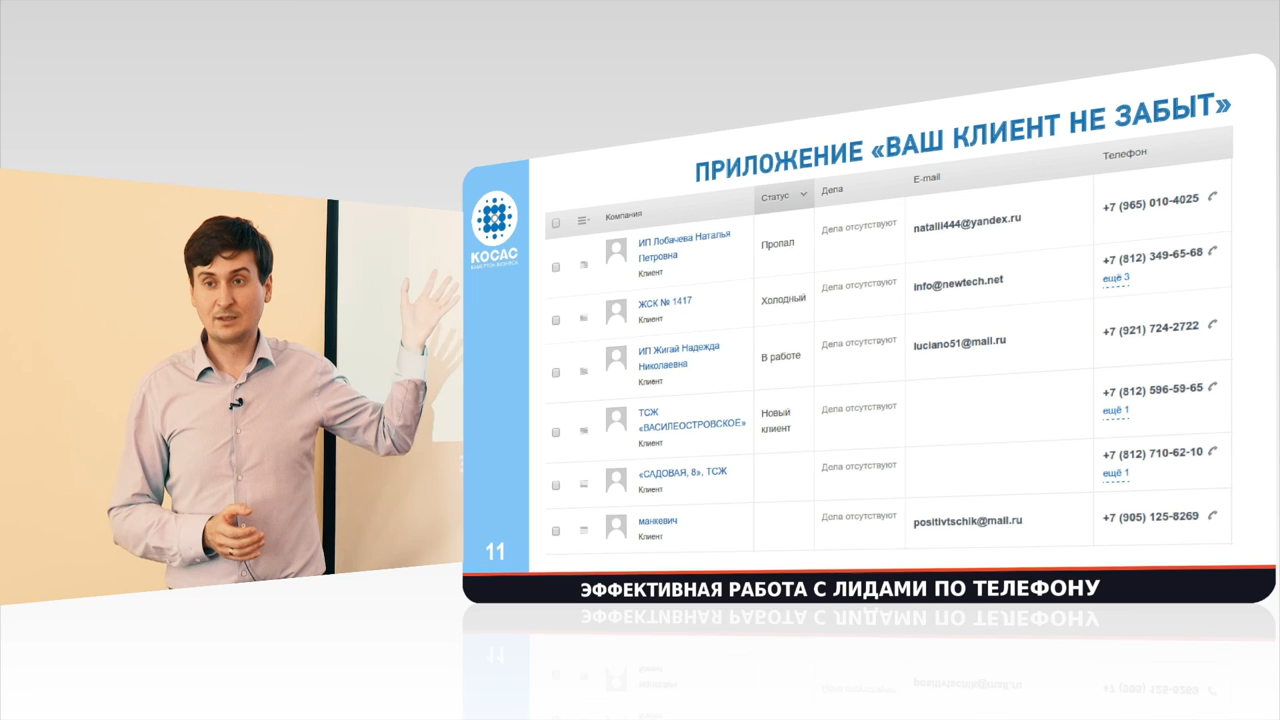 ПРИЛОЖЕНИЕ «ВАШ КЛИЕНТ НЕ ЗАБЫТ»
КОСАС
Компания Статус Дела E-mail Телефон
ИП Лобачева Наталья Петровна
Клиент
Пропал
Дела отсутствуют
natalll444@yandex.ru
+7 (965) 010-4025
ЖСК № 1417
Клиент
Холодный
Дела отсутствуют
info@newtech.net
+7 (812) 349-65-68
ещё 3
ИП Жигай Надежда Николаевна
Клиент
В работе
Дела отсутствуют
luciano51@mail.ru
+7 (921) 724-2722
ТСЖ «ВАСИЛЕОСТРОВСКОЕ»
Клиент
Новый клиент
Дела отсутствуют
+7 (812) 596-59-65
ещё 1
«САДОВАЯ, 8», ТСЖ
Клиент
Дела отсутствуют
+7 (812) 710-62-10
ещё 1
манкевич
Клиент
Дела отсутствуют
positivtschik@mail.ru
+7 (905) 125-8269
11
ЭФФЕКТИВНАЯ РАБОТА С ЛИДАМИ ПО ТЕЛЕФОНУ